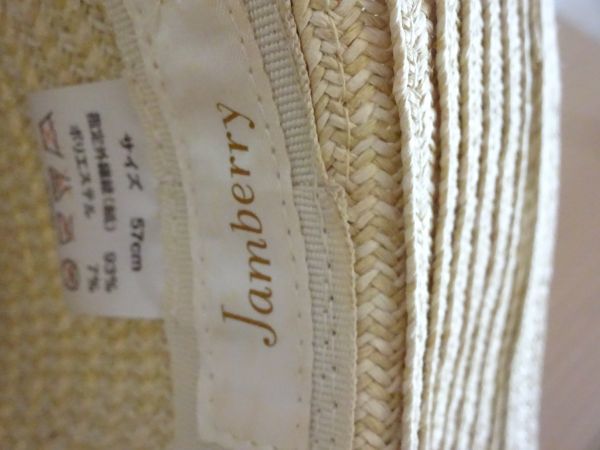 Jamberry
サイズ 57cm
指定外繊維(紙) 93%
ポリエステル 7%